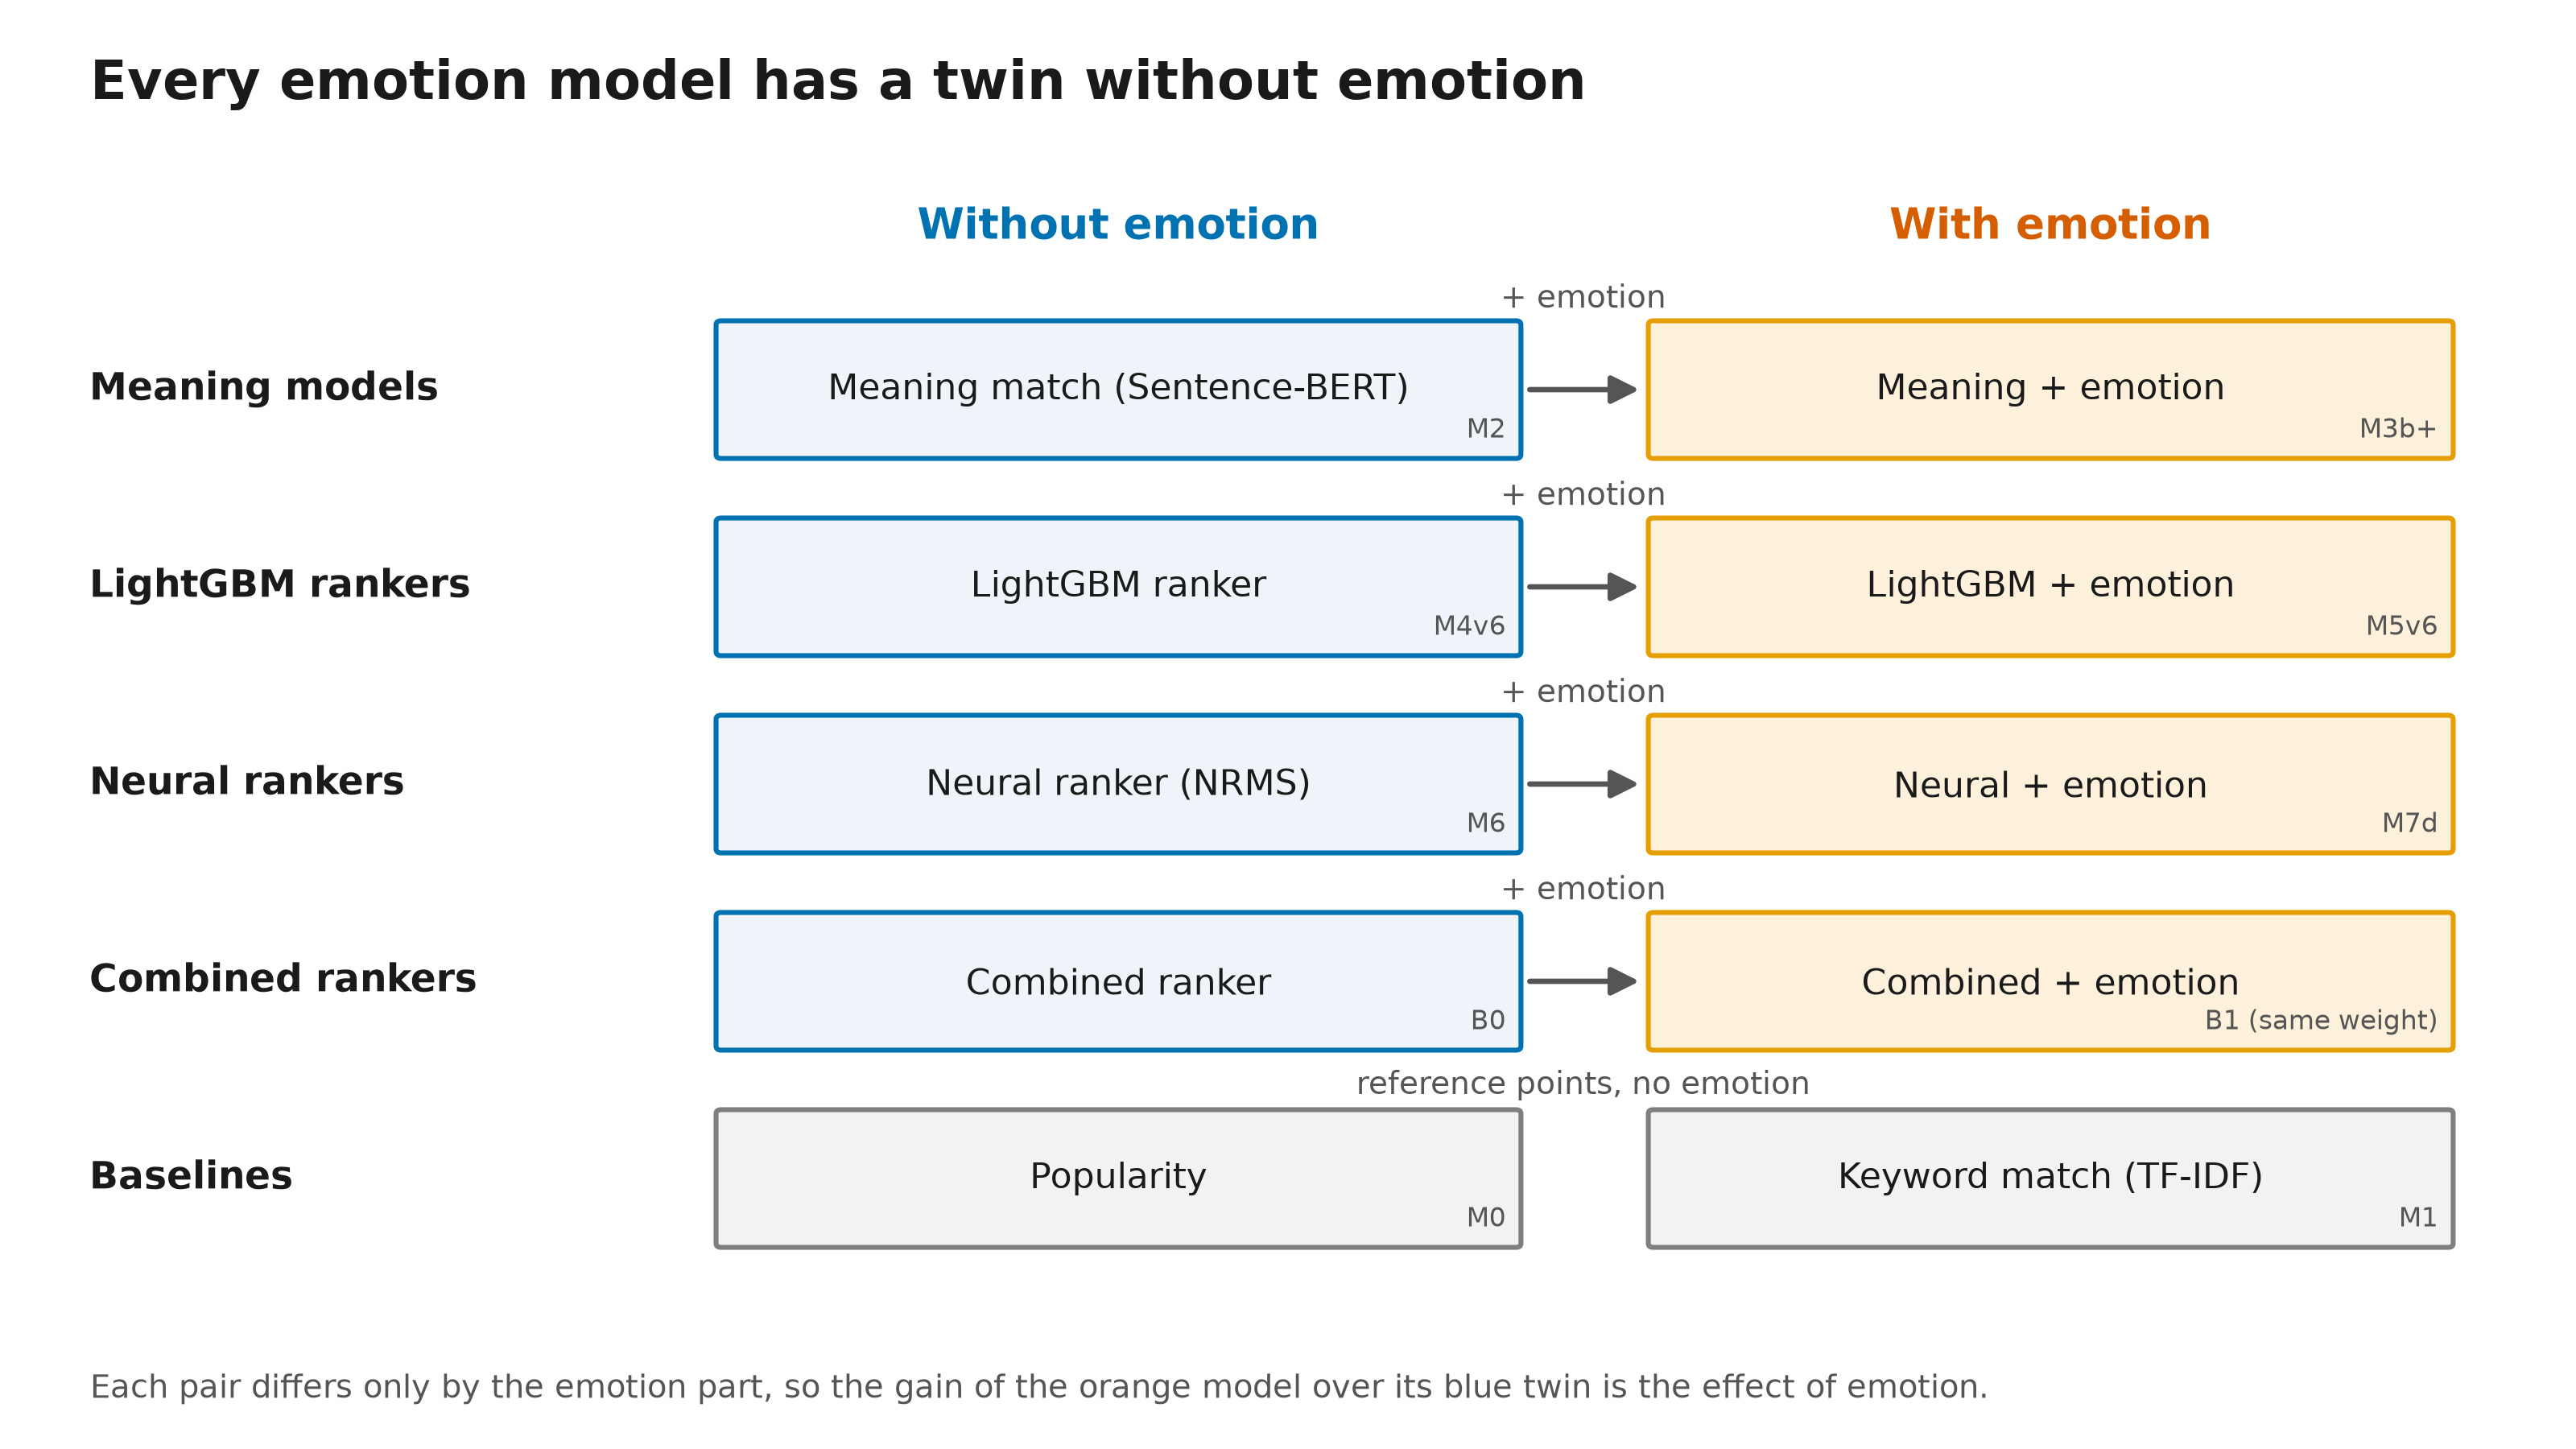 Every emotion model has a twin without emotion
Without emotion
With emotion
+ emotion
Meaning models
Meaning match (Sentence-BERT)
M2
Meaning + emotion
M3b+
+ emotion
LightGBM rankers
LightGBM ranker
M4v6
LightGBM + emotion
M5v6
+ emotion
Neural rankers
Neural ranker (NRMS)
M6
Neural + emotion
M7d
+ emotion
Combined rankers
Combined ranker
B0
Combined + emotion
B1 (same weight)
reference points, no emotion
Baselines
Popularity
M0
Keyword match (TF-IDF)
M1
Each pair differs only by the emotion part, so the gain of the orange model over its blue twin is the effect of emotion.